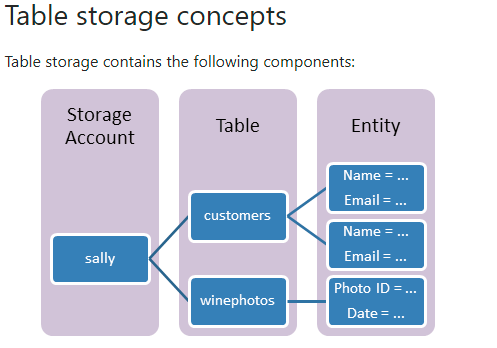 Table storage concepts
Table storage contains the following components:
Storage
Account
Table
Entity
sally
customers
winephotos
Name = ...
Email = ...
Name = ...
Email = ...
Photo ID = ...
Date = ...